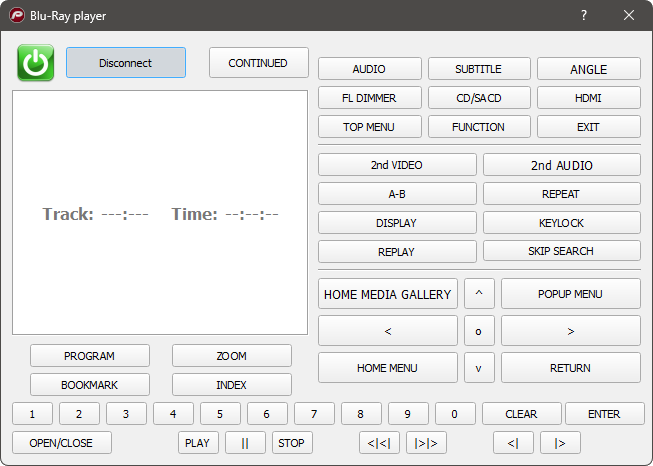 Blu-Ray player ? ×
Disconnect CONTINUED
AUDIO SUBTITLE ANGLE
FL DIMMER CD/SACD HDMI
TOP MENU FUNCTION EXIT
2nd VIDEO 2nd AUDIO
A-B REPEAT
Track: ---:--- Time: --:--:--
DISPLAY KEYLOCK
REPLAY SKIP SEARCH
HOME MEDIA GALLERY ^ POPUP MENU
< o >
HOME MENU v RETURN
PROGRAM ZOOM
BOOKMARK INDEX
1 2 3 4 5 6 7 8 9 0 CLEAR ENTER
OPEN/CLOSE PLAY || STOP <|<| |>|> <| |>